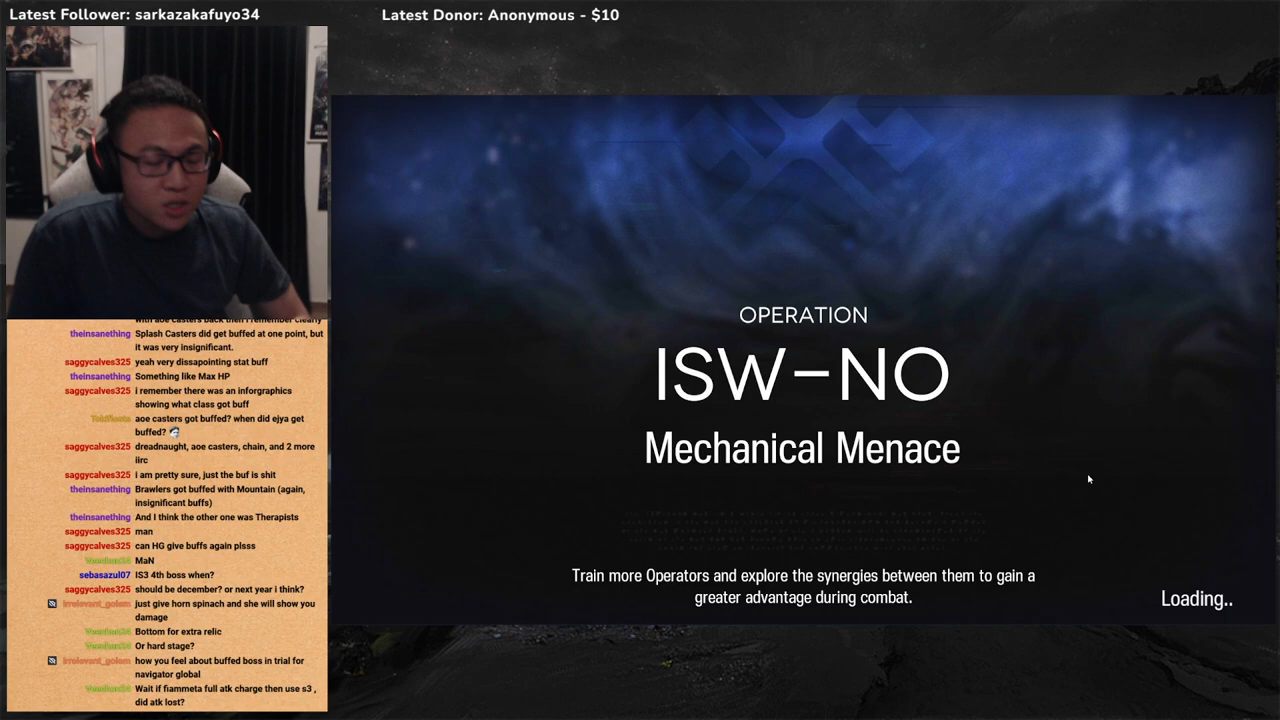 Latest Follower: sarkazakafuyo34
Latest Donor: Anonymous - $10
with aoe casters back then i remember clearly
theinsanething Splash Casters did get buffed at one point, but
it was very insignificant.
saggycalves325 yeah very dissapointing stat buff
theinsanething Something like Max HP
saggycalves325 i remember there was an inforgraphics
showing what class got buff
aoe casters got buffed? when did ejya get
buffed?
saggycalves325 dreadnaught, aoe casters, chain, and 2 more
iirc
saggycalves325 i am pretty sure, just the buf is shit
theinsanething Brawlers got buffed with Mountain (again,
insignificant buffs)
theinsanething And I think the other one was Therapists
saggycalves325 man
saggycalves325 can HG give buffs again plsss
MaN
sebasazul07 IS3 4th boss when?
saggycalves325 should be december? or next year i think?
irrelevant_golem just give horn spinach and she will show you
damage
Bottom for extra relic
Or hard stage?
irrelevant_golem how you feel about buffed boss in trial for
navigator global
Wait if fiammeta full atk charge then use s3 ,
did atk lost?
OPERATION
ISW-NO
Mechanical Menace
Train more Operators and explore the synergies between them to gain a
greater advantage during combat.
Loading..